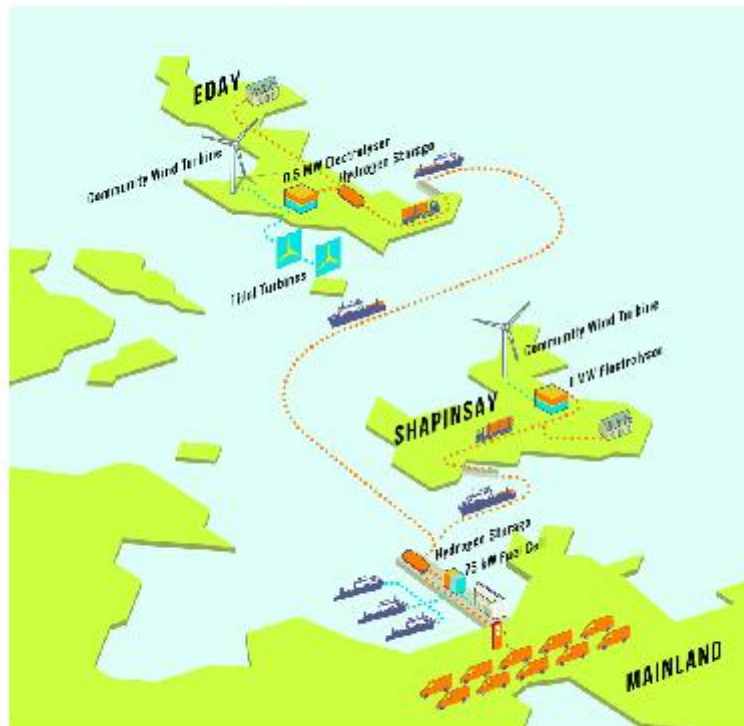 EDAY
Community Wind Turbine
0.5 MW Electrolyser
Hydrogen Storage
Tidal Turbines
Community Wind Turbine
1 MW Electrolyser
SHAPINSAY
Hydrogen Storage
75 kW Fuel Ce
MAINLAND